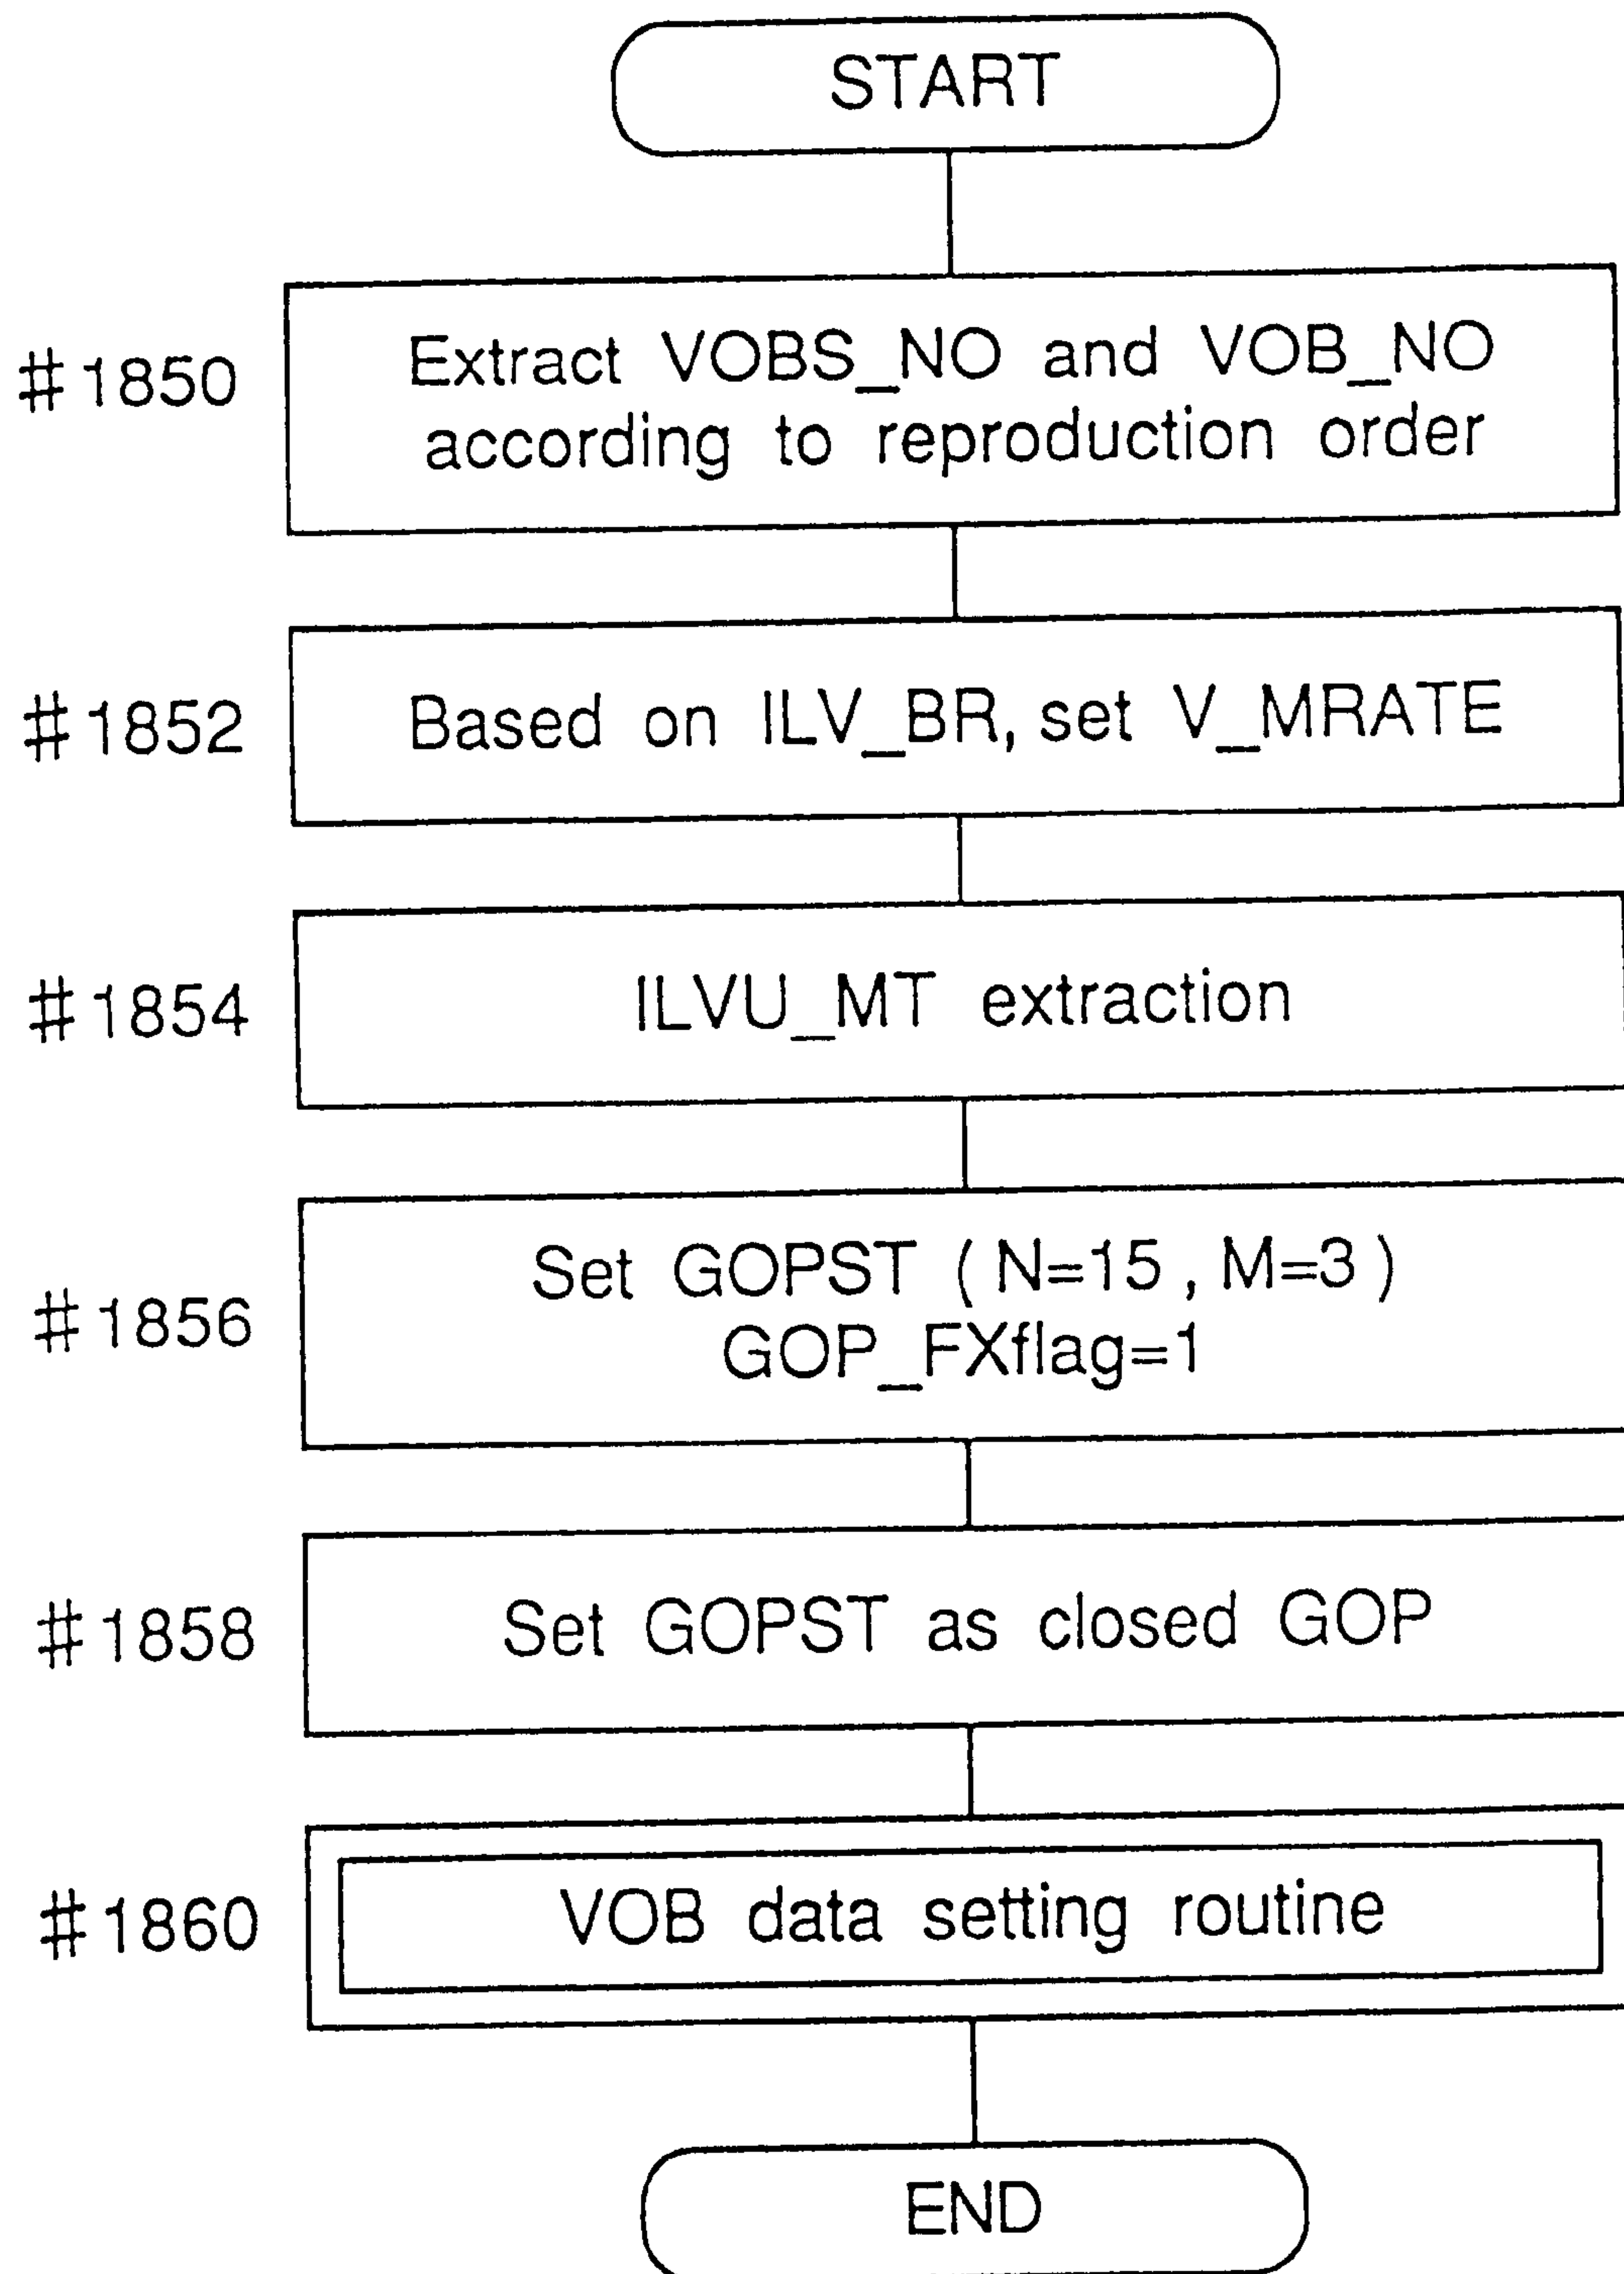 START
#1850
Extract VOBS_NO and VOB_NO
according to reproduction order
#1852
Based on ILV_BR, set V_MRATE
#1854
ILVU_MT extraction
#1856
Set GOPST ( N=15 , M=3 )
GOP_FXflag=1
#1858
Set GOPST as closed GOP
#1860
VOB data setting routine
END